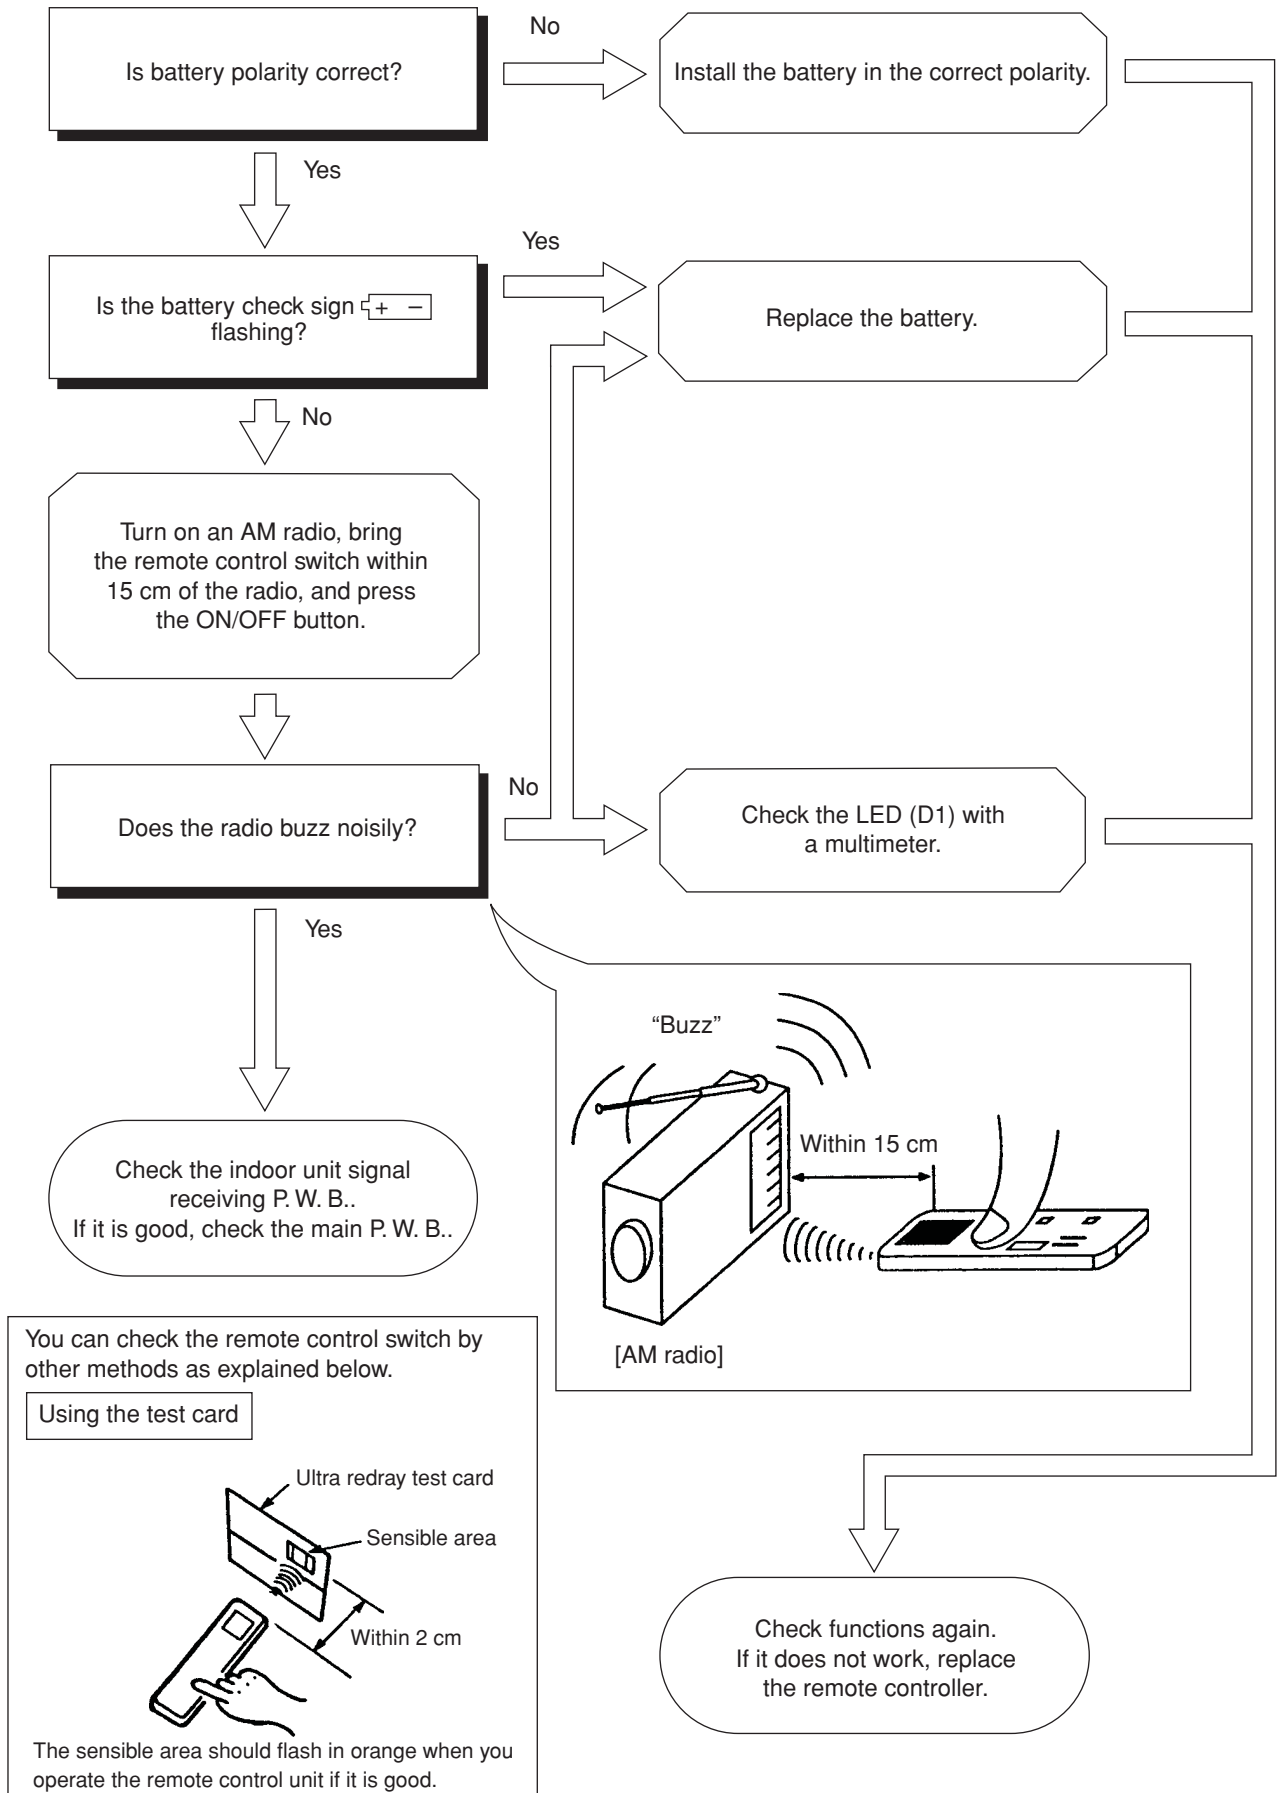 Is battery polarity correct?
No
Install the battery in the correct polarity.
Yes
Is the battery check sign + −
flashing?
Yes
Replace the battery.
No
Turn on an AM radio, bring
the remote control switch within
15 cm of the radio, and press
the ON/OFF button.
Does the radio buzz noisily?
No
Check the LED (D1) with
a multimeter.
Yes
Check the indoor unit signal
receiving P. W. B..
If it is good, check the main P. W. B..
“Buzz”
Within 15 cm
[AM radio]
You can check the remote control switch by
other methods as explained below.
Using the test card
Ultra redray test card
Sensible area
Within 2 cm
The sensible area should flash in orange when you
operate the remote control unit if it is good.
Check functions again.
If it does not work, replace
the remote controller.